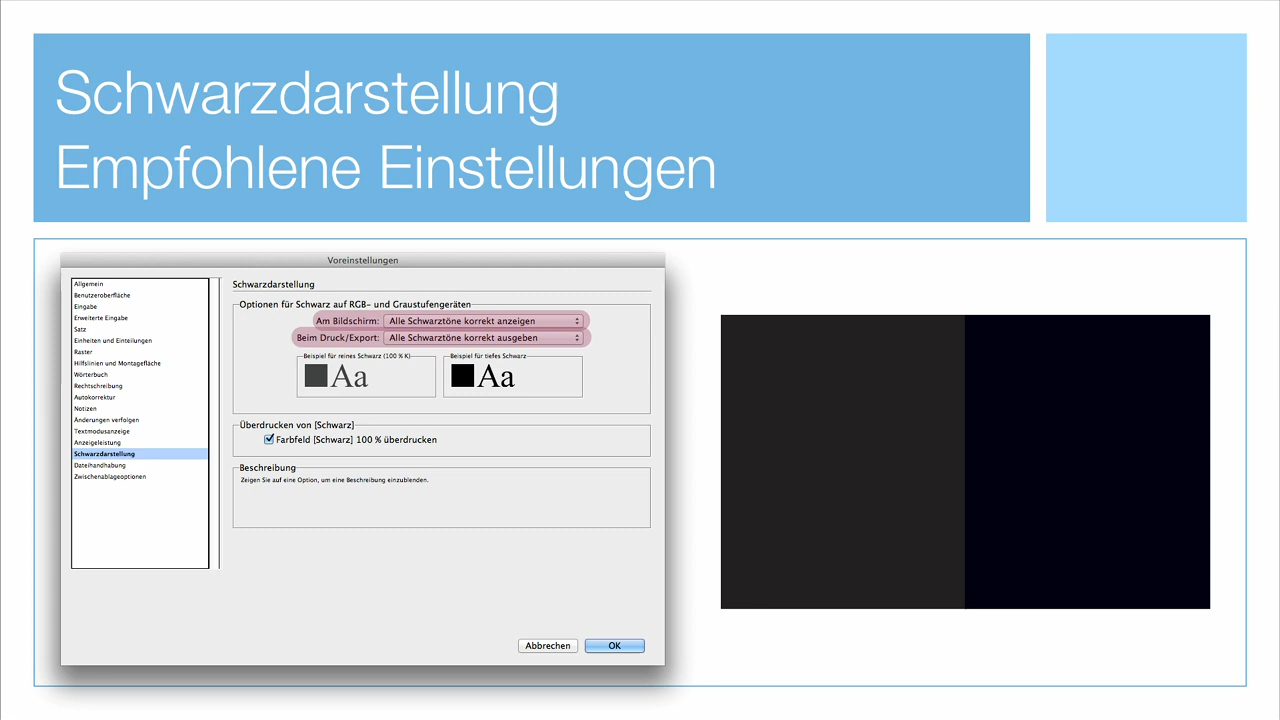 Schwarzdarstellung
Empfohlene Einstellungen
Voreinstellungen
Allgemein
Benutzeroberfläche
Eingabe
Erweiterte Eingabe
Satz
Einheiten und Einteilungen
Raster
Hilfslinien und Montagefläche
Wörterbuch
Rechtschreibung
Autokorrektur
Notizen
Änderungen verfolgen
Textmodusanzeige
Anzeigeleistung
Schwarzdarstellung
Dateihandhabung
Zwischenablageoptionen
Schwarzdarstellung
Optionen für Schwarz auf RGB- und Graustufengeräten
Am Bildschirm: Alle Schwarztöne korrekt anzeigen
Beim Druck/Export: Alle Schwarztöne korrekt ausgeben
Beispiel für reines Schwarz (100 % K)
Aa
Beispiel für tiefes Schwarz
Aa
Überdrucken von [Schwarz]
Farbfeld [Schwarz] 100 % überdrucken
Beschreibung
Zeigen Sie auf eine Option, um eine Beschreibung einzublenden.
Abbrechen
OK